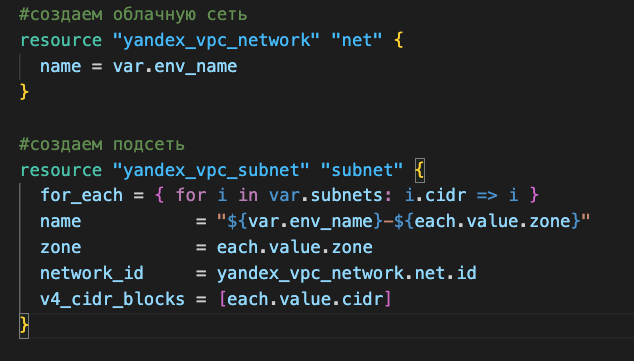 #создаем облачную сеть
resource "yandex_vpc_network" "net" {
  name = var.env_name
}

#создаем подсеть
resource "yandex_vpc_subnet" "subnet" {
  for_each = { for i in var.subnets: i.cidr => i }
  name           = "${var.env_name}-${each.value.zone}"
  zone           = each.value.zone
  network_id     = yandex_vpc_network.net.id
  v4_cidr_blocks = [each.value.cidr]
}